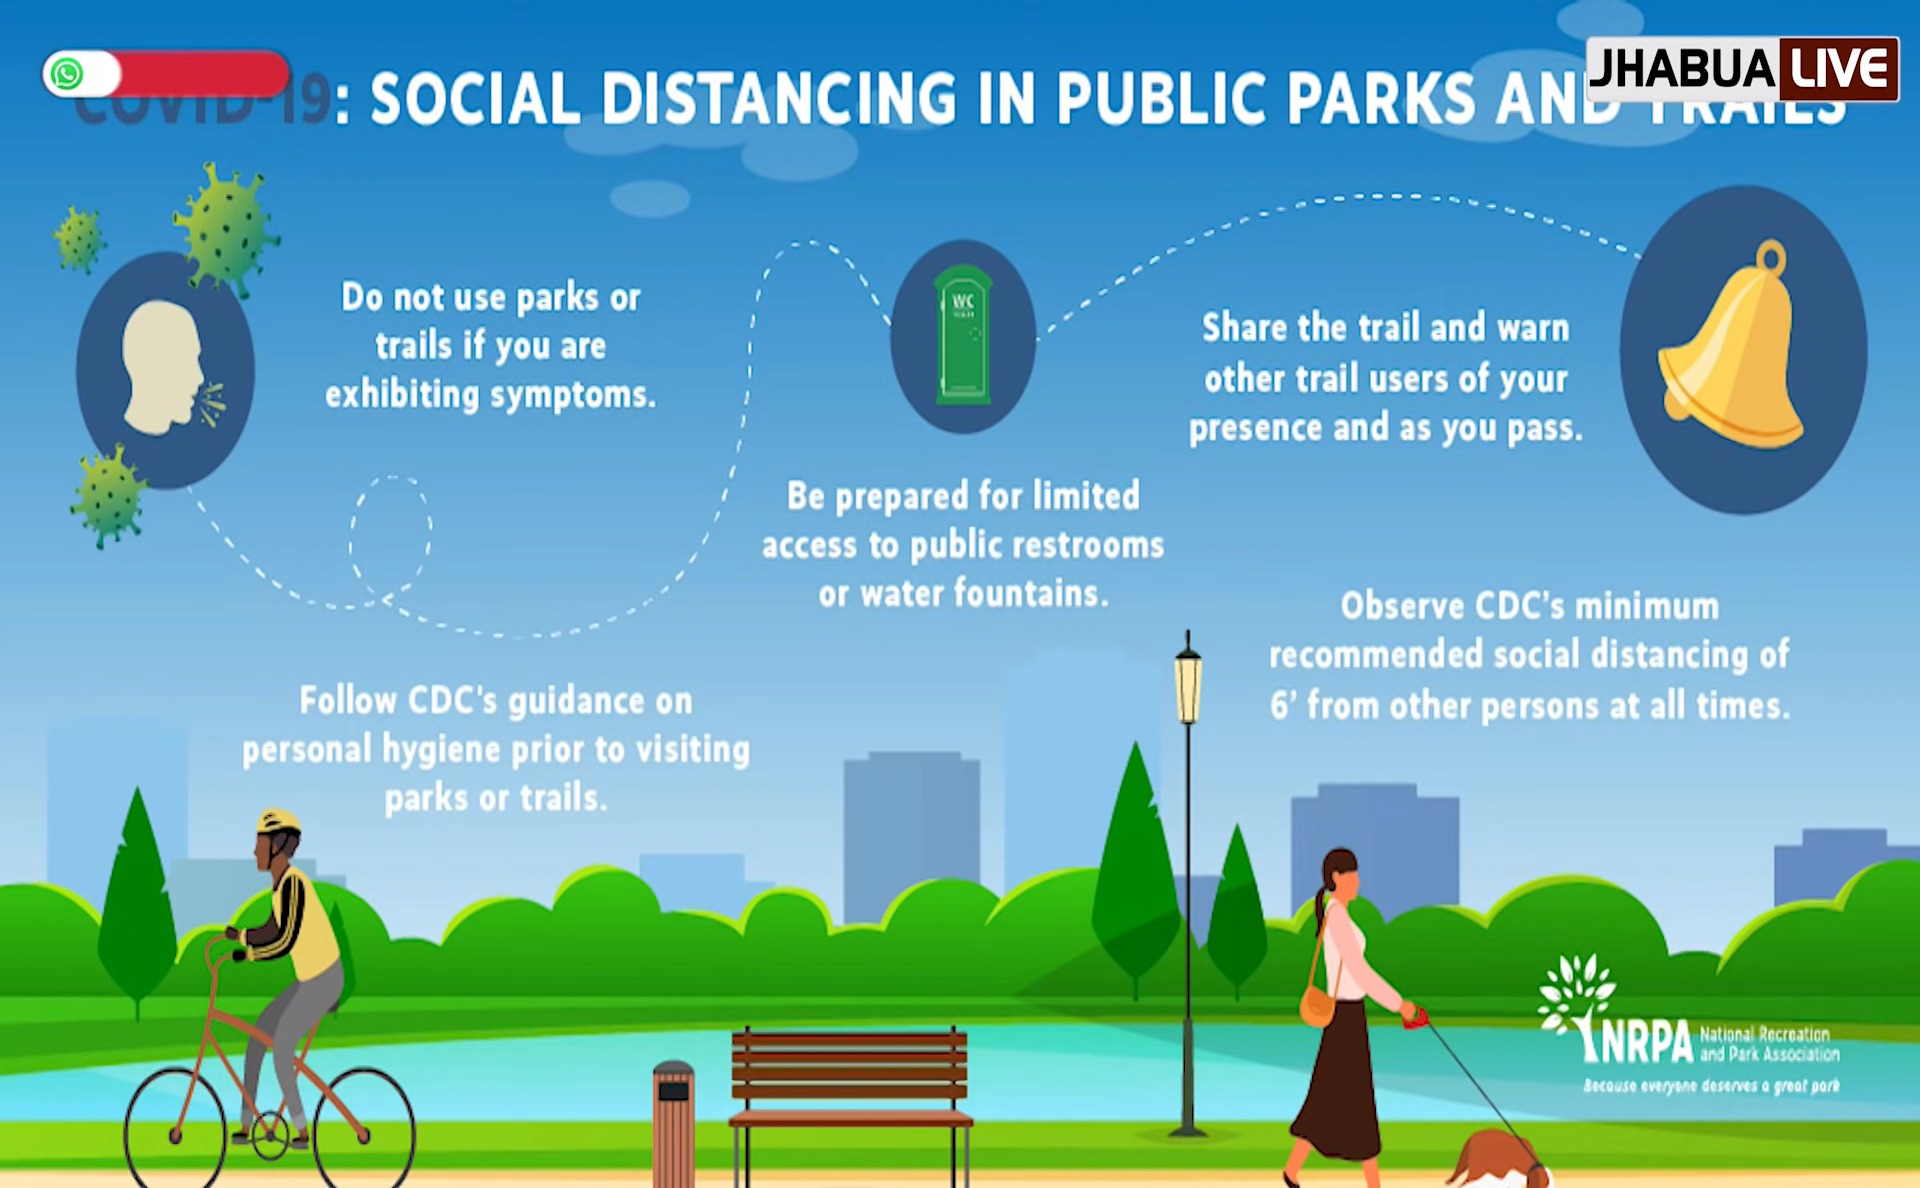 COVID-19: SOCIAL DISTANCING IN PUBLIC PARKS AND TRAILS
JHABUA LIVE
Do not use parks or
trails if you are
exhibiting symptoms.
WC
Share the trail and warn
other trail users of your
presence and as you pass.
Be prepared for limited
access to public restrooms
or water fountains.
Observe CDC's minimum
recommended social distancing of
6' from other persons at all times.
Follow CDC's guidance on
personal hygiene prior to visiting
parks or trails.
NRPA National Recreation
and Park Association
Because everyone deserves a great park